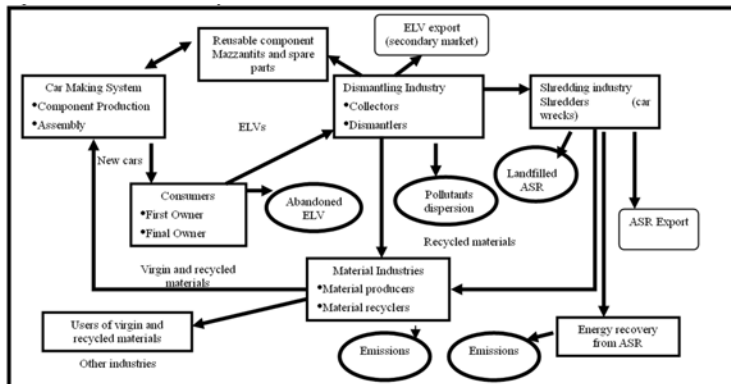 ELV export
(secondary market)
Reusable component
Mazzantits and spare
parts
Car Making System
•Component Production
•Assembly
Dismantling Industry
•Collectors
•Dismantlers
Shredding industry
Shredders (car
wrecks)
ELVs
New cars
Landfilled
ASR
Consumers
•First Owner
•Final Owner
Abandoned
ELV
Pollutants
dispersion
ASR Export
Recycled materials
Virgin and recycled
materials
Material Industries
•Material producers
•Material recyclers
Users of virgin and
recycled materials
Other industries
Emissions
Emissions
Energy recovery
from ASR